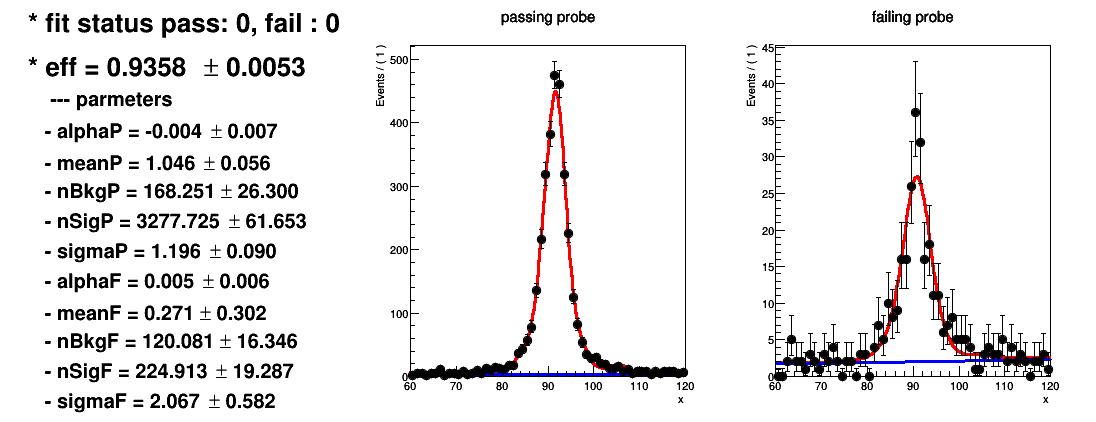 * fit status pass: 0, fail : 0
* eff = 0.9358 ± 0.0053
--- parmeters
- alphaP = -0.004 ± 0.007
- meanP = 1.046 ± 0.056
- nBkgP = 168.251 ± 26.300
- nSigP = 3277.725 ± 61.653
- sigmaP = 1.196 ± 0.090
- alphaF = 0.005 ± 0.006
- meanF = 0.271 ± 0.302
- nBkgF = 120.081 ± 16.346
- nSigF = 224.913 ± 19.287
- sigmaF = 2.067 ± 0.582
passing probe
Events / ( 1 )
500
400
300
200
100
0
60 70 80 90 100 110 120
x
failing probe
Events / ( 1 )
45
40
35
30
25
20
15
10
5
0
60 70 80 90 100 110 120
x